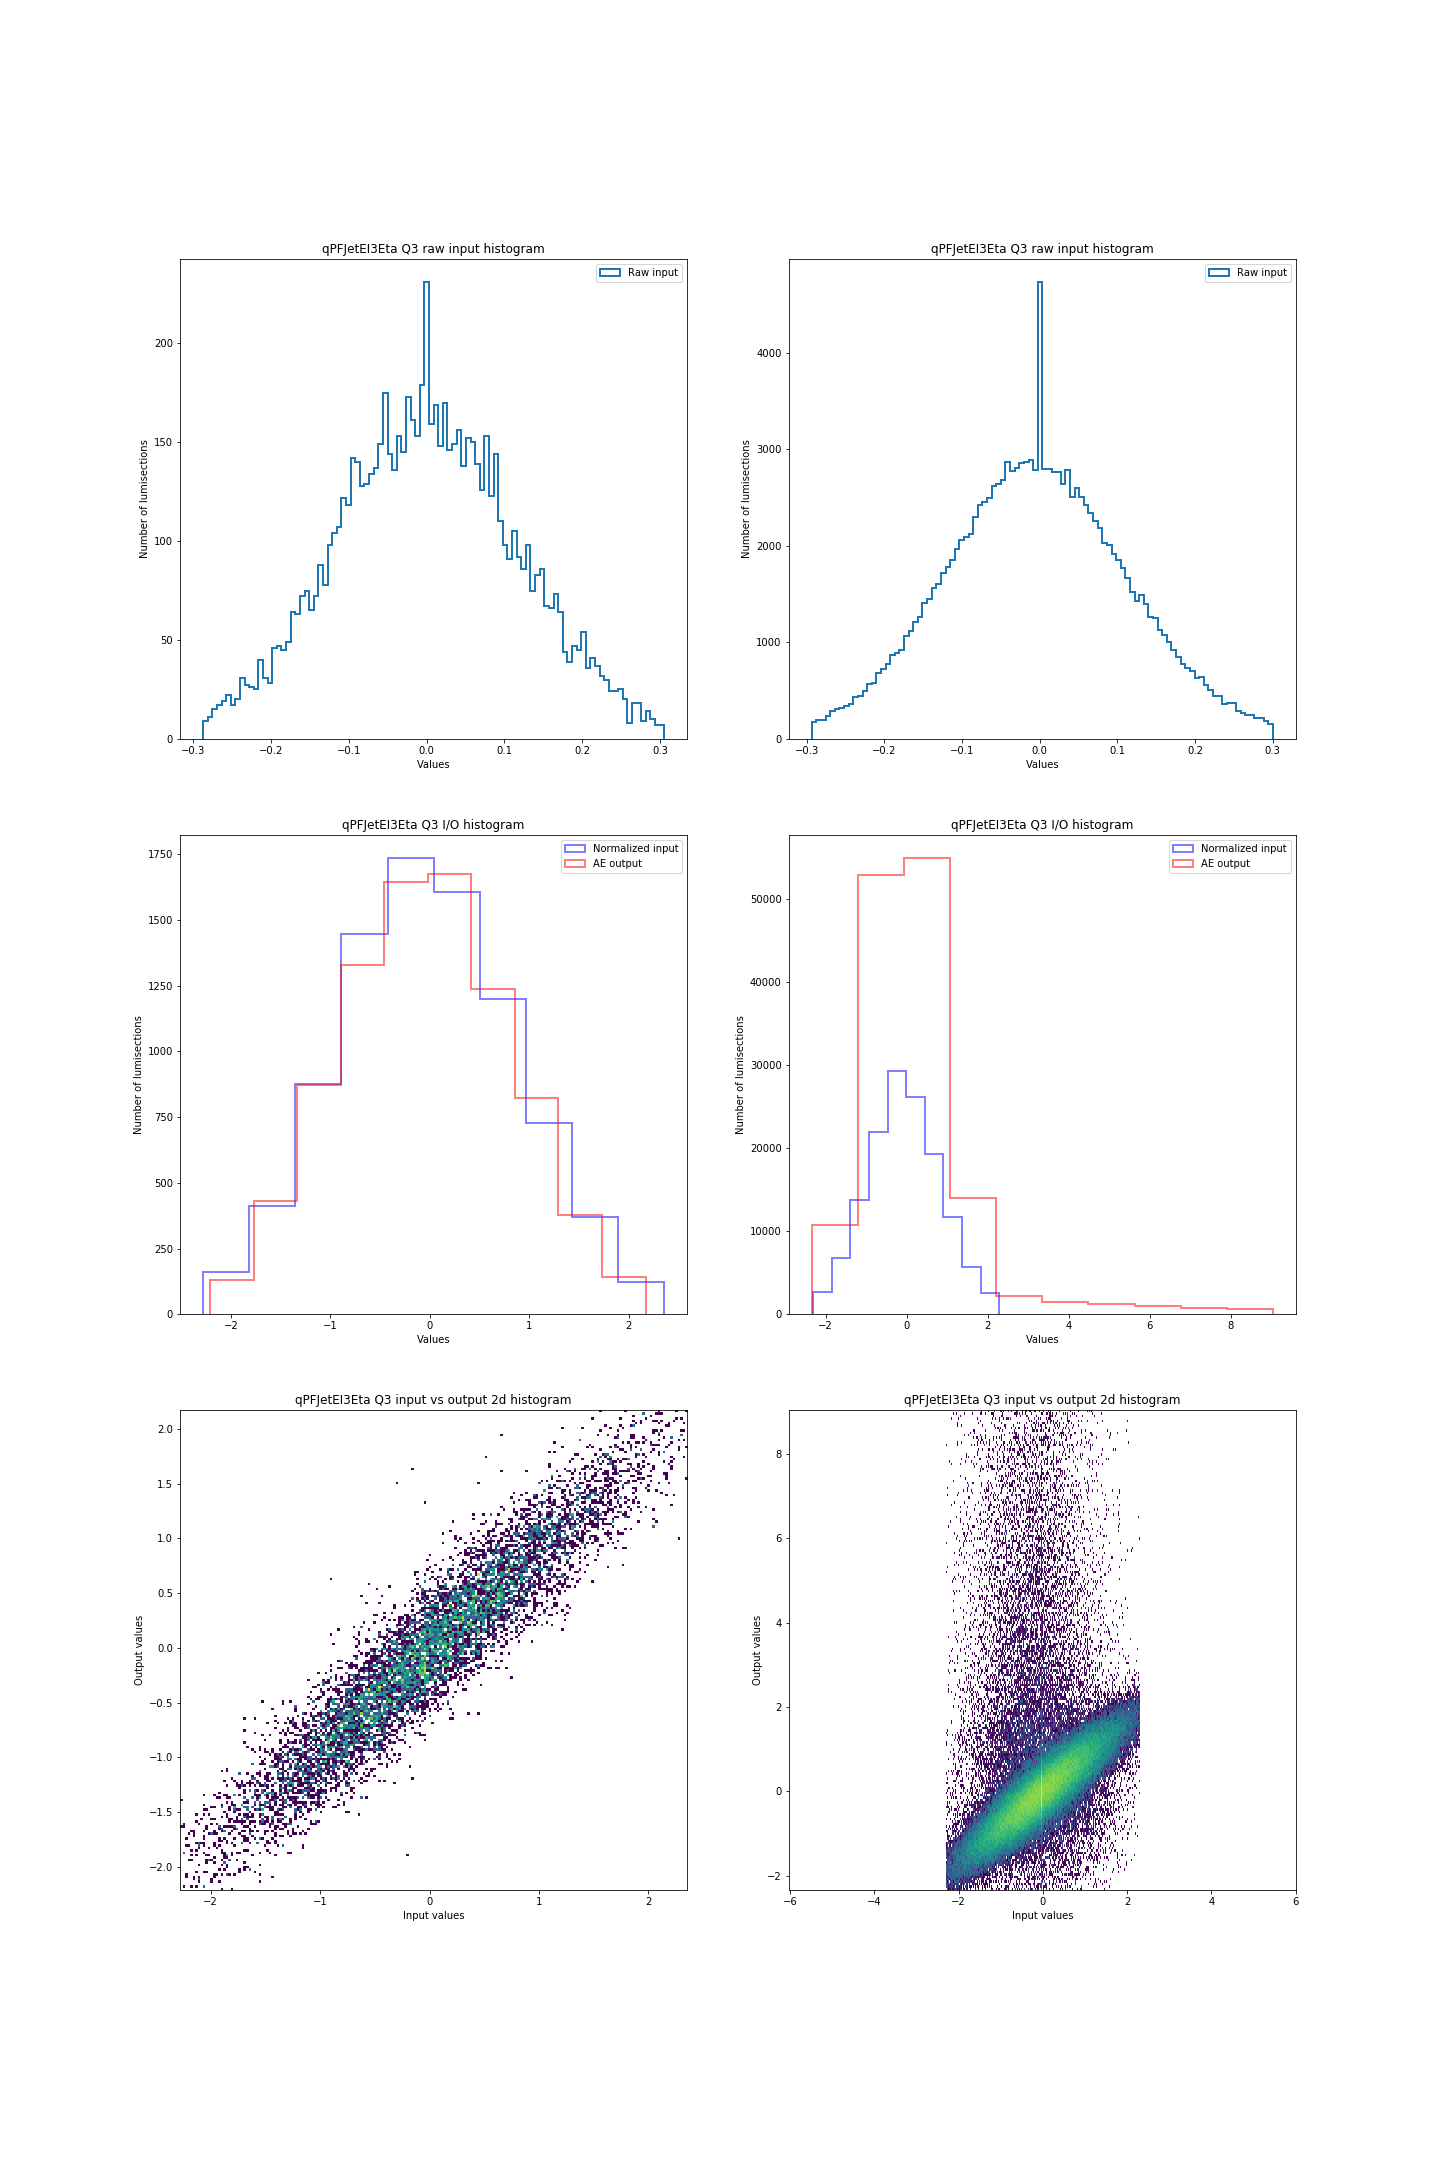 qPFJetEI3Eta Q3 raw input histogram
Raw input
200
150
100
50
0
Number of lumisections
−0.3 −0.2 −0.1 0.0 0.1 0.2 0.3
Values
qPFJetEI3Eta Q3 raw input histogram
Raw input
4000
3000
2000
1000
0
Number of lumisections
−0.3 −0.2 −0.1 0.0 0.1 0.2 0.3
Values
qPFJetEI3Eta Q3 I/O histogram
Normalized input
AE output
1750
1500
1250
1000
750
500
250
0
Number of lumisections
−2 −1 0 1 2
Values
qPFJetEI3Eta Q3 I/O histogram
Normalized input
AE output
50000
40000
30000
20000
10000
0
Number of lumisections
−2 0 2 4 6 8
Values
qPFJetEI3Eta Q3 input vs output 2d histogram
2.0
1.5
1.0
0.5
0.0
−0.5
−1.0
−1.5
−2.0
Output values
−2 −1 0 1 2
Input values
qPFJetEI3Eta Q3 input vs output 2d histogram
8
6
4
2
0
−2
Output values
−6 −4 −2 0 2 4 6
Input values